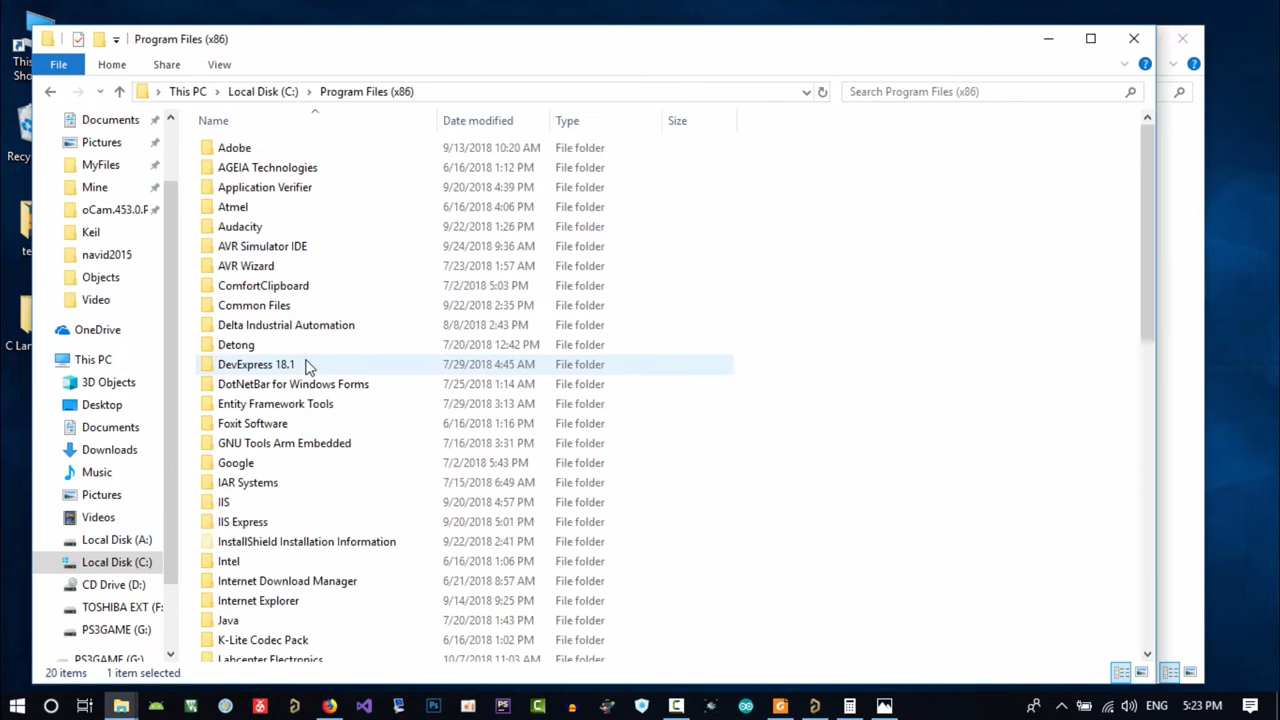 Program Files (x86)
File Home Share View
This PC > Local Disk (C:) > Program Files (x86)
Search Program Files (x86)
Name Date modified Type Size
Documents
Pictures
MyFiles
Mine
oCam.453.0.P
Keil
navid2015
Objects
Video
OneDrive
This PC
3D Objects
Desktop
Documents
Downloads
Music
Pictures
Videos
Local Disk (A:)
Local Disk (C:)
CD Drive (D:)
TOSHIBA EXT (F:
PS3GAME (G:)
PS3GAME (G:)
Adobe 9/13/2018 10:20 AM File folder
AGEIA Technologies 6/16/2018 1:12 PM File folder
Application Verifier 9/20/2018 4:39 PM File folder
Atmel 6/16/2018 4:06 PM File folder
Audacity 9/22/2018 1:26 PM File folder
AVR Simulator IDE 9/24/2018 9:36 AM File folder
AVR Wizard 7/23/2018 1:57 AM File folder
ComfortClipboard 7/2/2018 5:03 PM File folder
Common Files 9/22/2018 2:35 PM File folder
Delta Industrial Automation 8/8/2018 2:43 PM File folder
Detong 7/20/2018 12:42 PM File folder
DevExpress 18.1 7/29/2018 4:45 AM File folder
DotNetBar for Windows Forms 7/25/2018 1:14 AM File folder
Entity Framework Tools 7/29/2018 3:13 AM File folder
Foxit Software 6/16/2018 1:16 PM File folder
GNU Tools Arm Embedded 7/16/2018 3:31 PM File folder
Google 7/2/2018 5:43 PM File folder
IAR Systems 7/15/2018 6:49 AM File folder
IIS 9/20/2018 4:57 PM File folder
IIS Express 9/20/2018 5:01 PM File folder
InstallShield Installation Information 9/22/2018 2:41 PM File folder
Intel 6/16/2018 1:06 PM File folder
Internet Download Manager 6/21/2018 8:57 AM File folder
Internet Explorer 9/14/2018 9:25 PM File folder
Java 7/20/2018 1:43 PM File folder
K-Lite Codec Pack 6/16/2018 1:02 PM File folder
Labcenter Electronics 10/7/2018 11:03 AM File folder
20 items 1 item selected
This
Sho
Recy
te
C Lan
ENG 5:23 PM